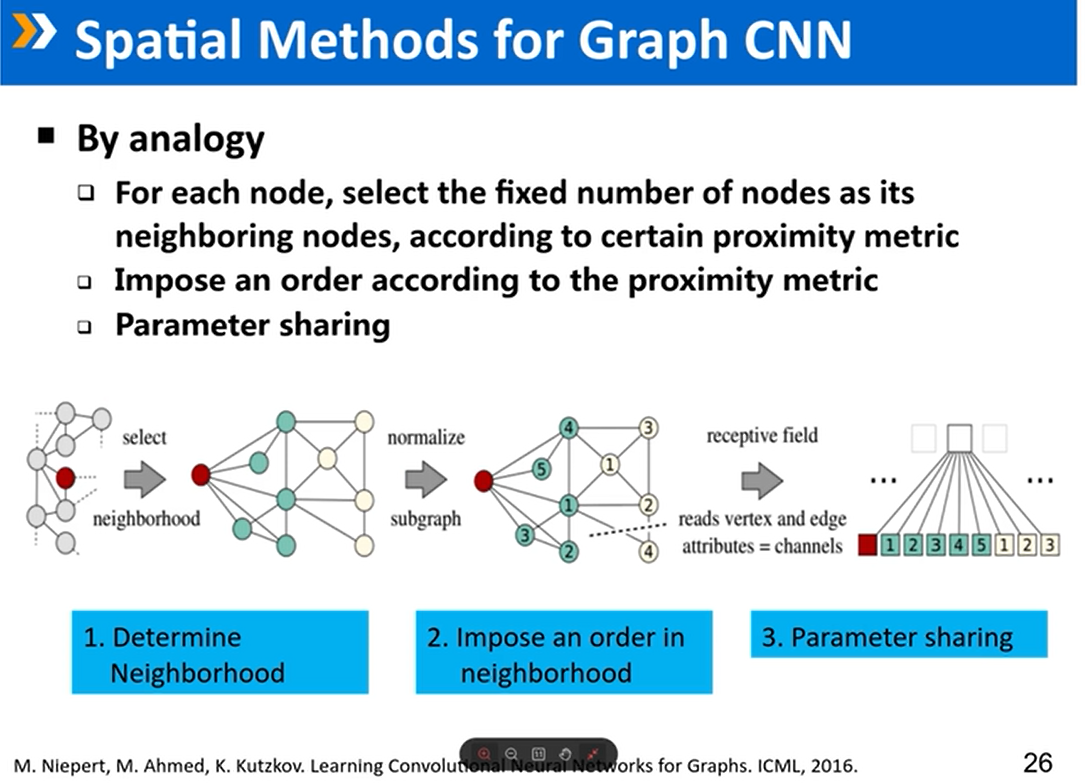 Spatial Methods for Graph CNN
By analogy
For each node, select the fixed number of nodes as its
neighboring nodes, according to certain proximity metric
Impose an order according to the proximity metric
Parameter sharing
select
neighborhood
normalize
subgraph
4 3
5 1
1 2
3 2 4
receptive field
reads vertex and edge
attributes = channels
... ...
1 2 3 4 5 1 2 3
1. Determine
Neighborhood
2. Impose an order in
neighborhood
3. Parameter sharing
M. Niepert, M. Ahmed, K. Kutzkov. Learning Convolutional Neural Networks for Graphs. ICML, 2016.
26